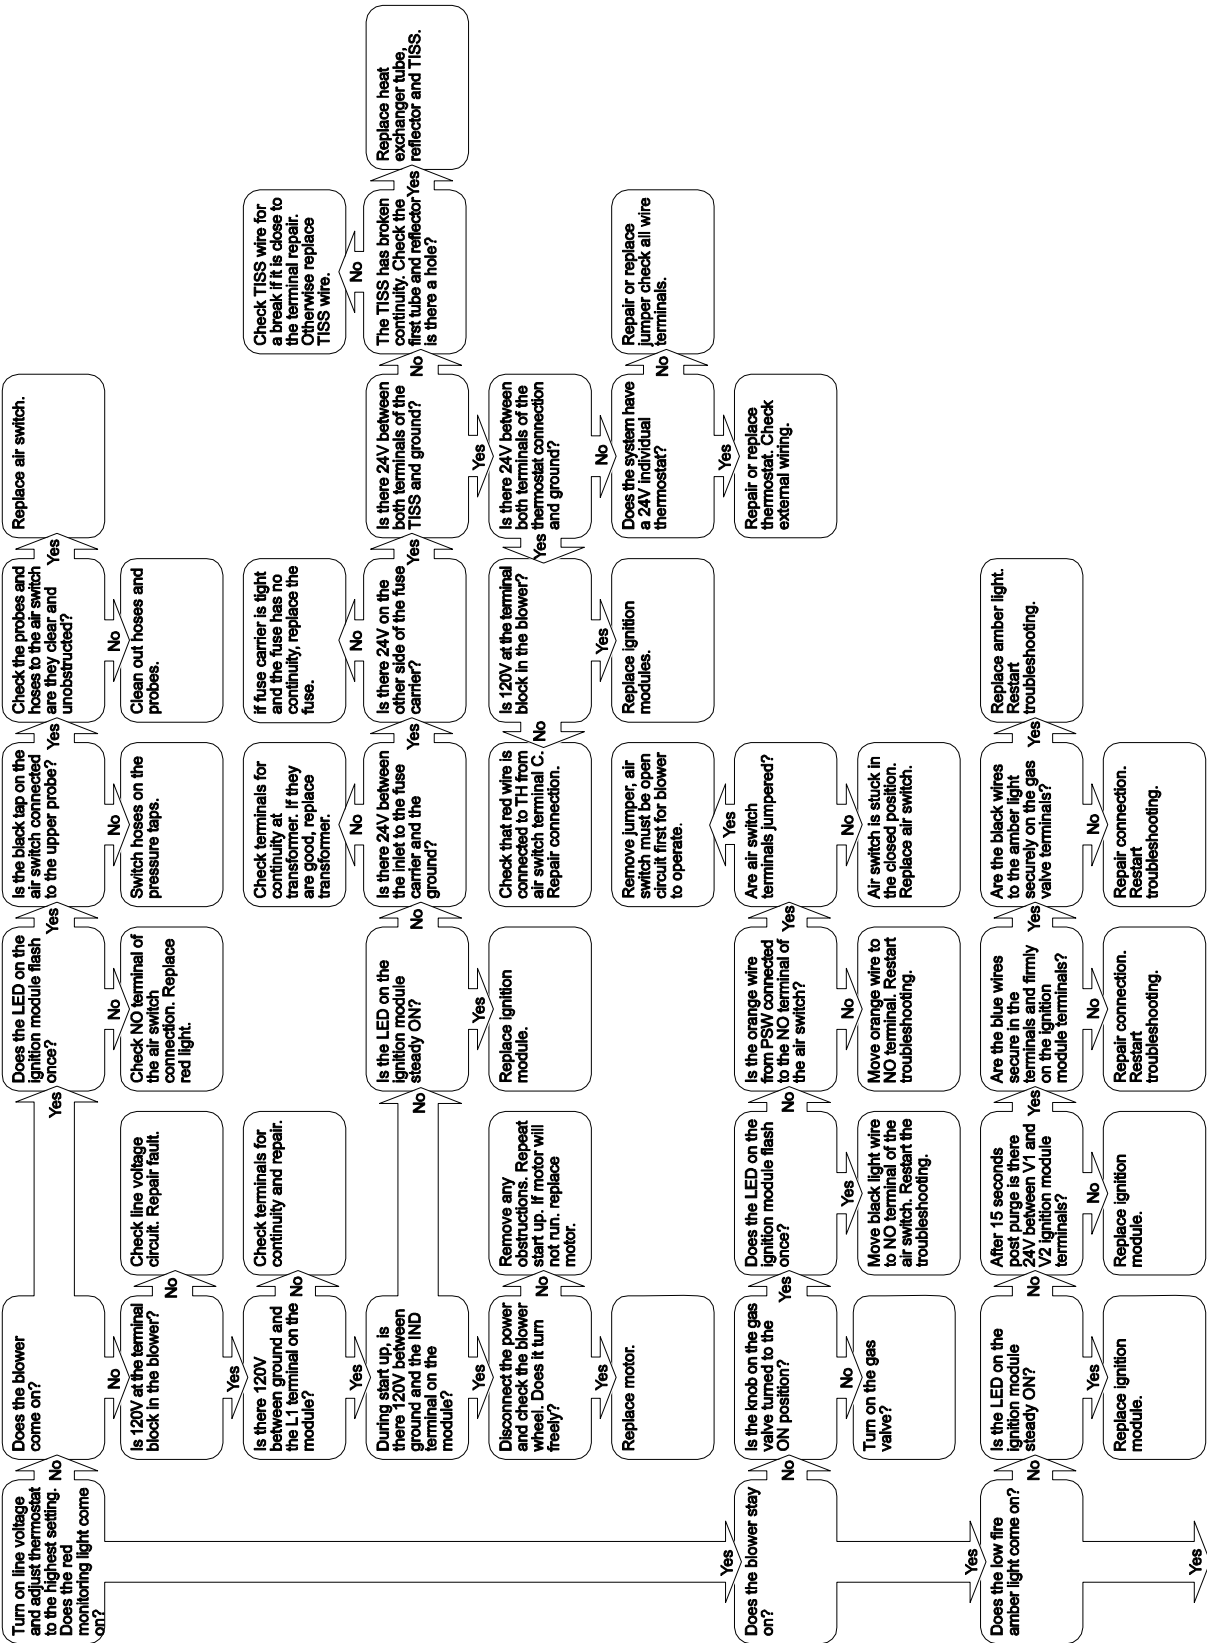 Turn on line voltage
and adjust thermostat
to the highest setting.
Does the red
monitoring light come
on?
No
Does the blower
come on?
Yes
Does the LED on the
ignition module flash
once?
Yes
Is the black tap on the
air switch connected
to the upper probe?
Yes
Check the probes and
hoses to the air switch
are they clear and
unobstructed?
Yes
Replace air switch.
No
Is 120V at the terminal
block in the blower?
No
Check line voltage
circuit. Repair fault.
No
Check NO terminal of
the air switch
connection. Replace
red light.
No
Switch hoses on the
pressure taps.
No
Clean out hoses and
probes.
Yes
Is there 120V
between ground and
the L1 terminal on the
module?
No
Check terminals for
continuity and repair.
Check terminals for
continuity at
transformer. If they
are good, replace
transformer.
No
if fuse carrier is tight
and the fuse has no
continuity, replace the
fuse.
No
Check TISS wire for
a break if it is close to
the terminal repair.
Otherwise replace
TISS wire.
No
Yes
During start up, is
there 120V between
ground and the IND
terminal on the
module?
No
Is the LED on the
ignition module
steady ON?
No
Is there 24V between
the inlet to the fuse
carrier and the
ground?
Yes
Is there 24V on the
other side of the fuse
carrier?
Yes
Is there 24V between
both terminals of the
TISS and ground?
No
The TISS has broken
continuity. Check the
first tube and reflector
is there a hole?
Yes
Replace heat
exchanger tube,
reflector and TISS.
Yes
Disconnect the power
and check the blower
wheel. Does it turn
freely?
No
Remove any
obstructions. Repeat
start up. If motor will
not run. replace
motor.
Yes
Replace ignition
module.
Check that red wire is
connected to TH from
air switch terminal C.
Repair connection.
No
Is 120V at the terminal
block in the blower?
Yes
Yes
Is there 24V between
both terminals of the
thermostat connection
and ground?
Yes
Replace motor.
Remove jumper, air
switch must be open
circuit first for blower
to operate.
Yes
Replace ignition
modules.
No
Does the system have
a 24V individual
thermostat?
No
Repair or replace
jumper check all wire
terminals.
Yes
Does the blower stay
on?
No
Is the knob on the gas
valve turned to the
ON position?
Yes
Does the LED on the
ignition module flash
once?
No
Is the orange wire
from PSW connected
to the NO terminal of
the air switch?
Yes
Yes
Are air switch
terminals jumpered?
Yes
Repair or replace
thermostat. Check
external wiring.
No
Turn on the gas
valve?
Yes
Move black light wire
to NO terminal of the
air switch. Restart the
troubleshooting.
No
Move orange wire to
NO terminal. Restart
troubleshooting.
No
Air switch is stuck in
the closed position.
Replace air switch.
Yes
Does the low fire
amber light come on?
No
Is the LED on the
ignition module
steady ON?
No
After 15 seconds
post purge is there
24V between V1 and
V2 ignition module
terminals?
Yes
Are the blue wires
secure in the
terminals and firmly
on the ignition
module terminals?
Yes
Are the black wires
to the amber light
securely on the gas
valve terminals?
Yes
Replace amber light.
Restart
troubleshooting.
Yes
Replace ignition
module.
No
Replace ignition
module.
No
Repair connection.
Restart
troubleshooting.
No
Repair connection.
Restart
troubleshooting.
Yes